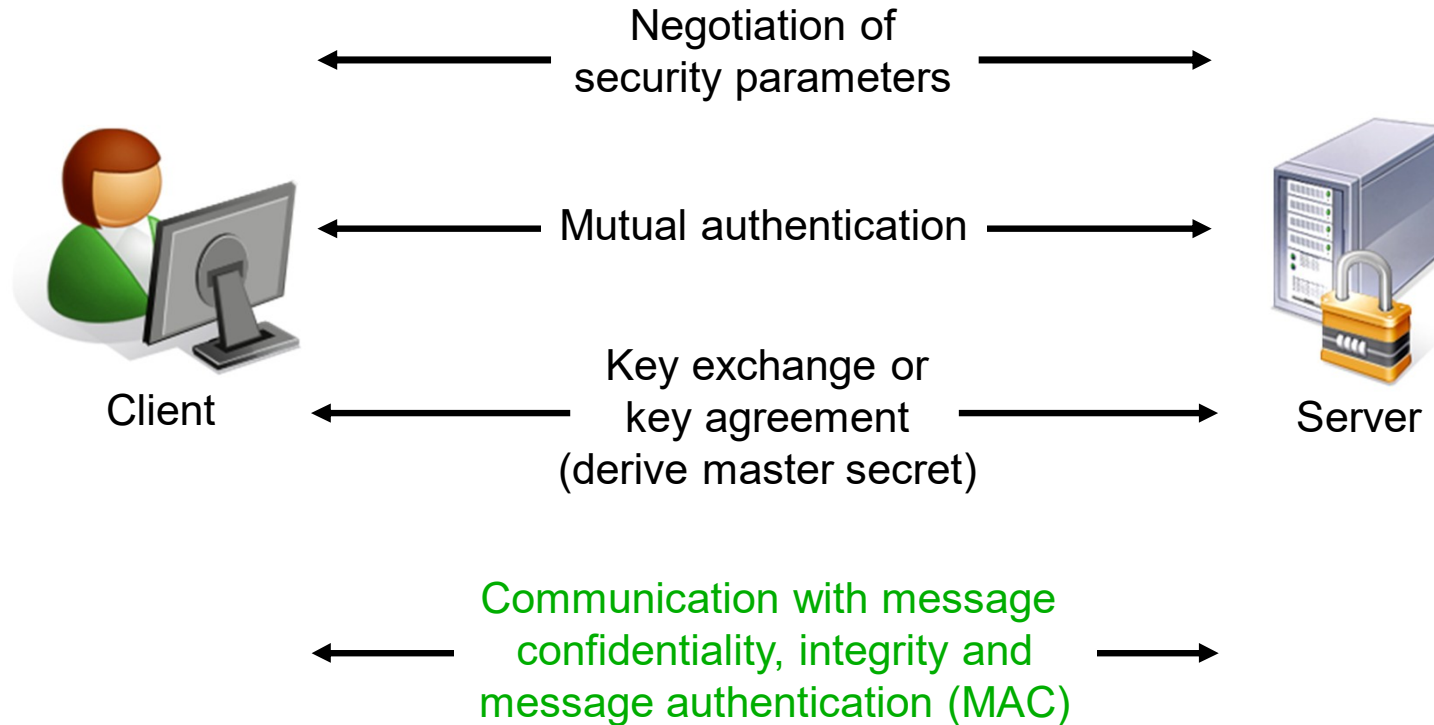 Negotiation of
security parameters
Mutual authentication
Client
Key exchange or
key agreement
(derive master secret)
Server
Communication with message
confidentiality, integrity and
message authentication (MAC)